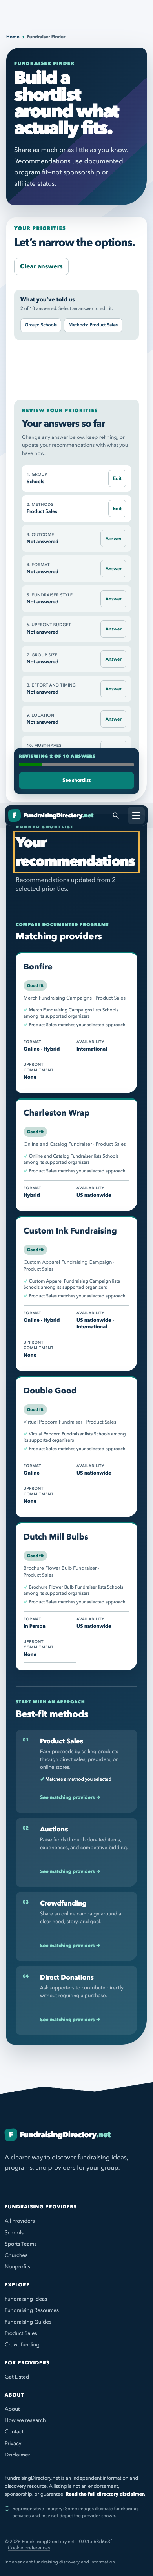 Home › Fundraiser Finder
FUNDRAISER FINDER
Build a
shortlist
around what
actually fits.
Share as much or as little as you know.
Recommendations use documented
program fit—not sponsorship or
affiliate status.
YOUR PRIORITIES
Let's narrow the options.
Clear answers
What you've told us
2 of 10 answered. Select an answer to edit it.
Group: Schools
Methods: Product Sales
REVIEW YOUR PRIORITIES
Your answers so far
Change any answer below, keep refining, or
update your recommendations with what you
have now.
1. GROUP
Schools
Edit
2. METHODS
Product Sales
Edit
3. OUTCOME
Not answered
Answer
4. FORMAT
Not answered
Answer
5. FUNDRAISER STYLE
Not answered
Answer
6. UPFRONT BUDGET
Not answered
Answer
7. GROUP SIZE
Not answered
Answer
8. EFFORT AND TIMING
Not answered
Answer
9. LOCATION
Not answered
Answer
10. MUST-HAVES
REVIEWING 2 OF 10 ANSWERS
See shortlist
F FundraisingDirectory.net
RANKED SHORTLIST
Your
recommendations
Recommendations updated from 2
selected priorities.
COMPARE DOCUMENTED PROGRAMS
Matching providers
Bonfire
Good fit
Merch Fundraising Campaigns · Product Sales
✓ Merch Fundraising Campaigns lists Schools
among its supported organizers
✓ Product Sales matches your selected approach
FORMAT
Online · Hybrid
AVAILABILITY
International
UPFRONT
COMMITMENT
None
Charleston Wrap
Good fit
Online and Catalog Fundraiser · Product Sales
✓ Online and Catalog Fundraiser lists Schools
among its supported organizers
✓ Product Sales matches your selected approach
FORMAT
Hybrid
AVAILABILITY
US nationwide
Custom Ink Fundraising
Good fit
Custom Apparel Fundraising Campaign ·
Product Sales
✓ Custom Apparel Fundraising Campaign lists
Schools among its supported organizers
✓ Product Sales matches your selected approach
FORMAT
Online · Hybrid
AVAILABILITY
US nationwide ·
International
UPFRONT
COMMITMENT
None
Double Good
Good fit
Virtual Popcorn Fundraiser · Product Sales
✓ Virtual Popcorn Fundraiser lists Schools among
its supported organizers
✓ Product Sales matches your selected approach
FORMAT
Online
AVAILABILITY
US nationwide
UPFRONT
COMMITMENT
None
Dutch Mill Bulbs
Good fit
Brochure Flower Bulb Fundraiser ·
Product Sales
✓ Brochure Flower Bulb Fundraiser lists Schools
among its supported organizers
✓ Product Sales matches your selected approach
FORMAT
In Person
AVAILABILITY
US nationwide
UPFRONT
COMMITMENT
None
START WITH AN APPROACH
Best-fit methods
01
Product Sales
Earn proceeds by selling products
through direct sales, preorders, or
online stores.
✓ Matches a method you selected
See matching providers →
02
Auctions
Raise funds through donated items,
experiences, and competitive bidding.
See matching providers →
03
Crowdfunding
Share an online campaign around a
clear need, story, and goal.
See matching providers →
04
Direct Donations
Ask supporters to contribute directly
without requiring a purchase.
See matching providers →
F FundraisingDirectory.net
A clearer way to discover fundraising ideas,
programs, and providers for your group.
FUNDRAISING PROVIDERS
All Providers
Schools
Sports Teams
Churches
Nonprofits
EXPLORE
Fundraising Ideas
Fundraising Resources
Fundraising Guides
Product Sales
Crowdfunding
FOR PROVIDERS
Get Listed
ABOUT
About
How we research
Contact
Privacy
Disclaimer
FundraisingDirectory.net is an independent information and
discovery resource. A listing is not an endorsement,
sponsorship, or guarantee. Read the full directory disclaimer.
Representative imagery: Some images illustrate fundraising
activities and may not depict the provider shown.
© 2026 FundraisingDirectory.net
Cookie preferences
Independent fundraising discovery and information.